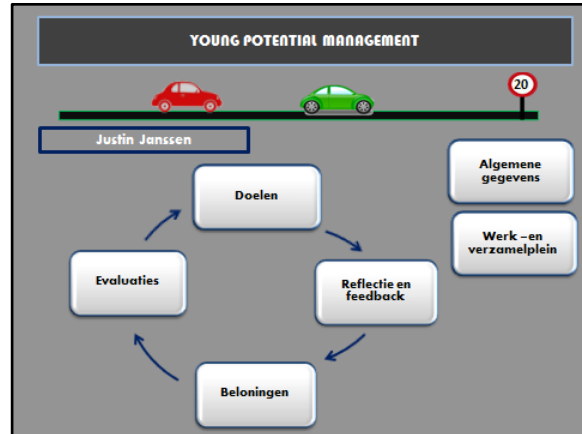 YOUNG POTENTIAL MANAGEMENT
20
Justin Janssen
Algemene
gegevens
Doelen
Werk –en
verzamelplein
Evaluaties
Reflectie en
feedback
Beloningen